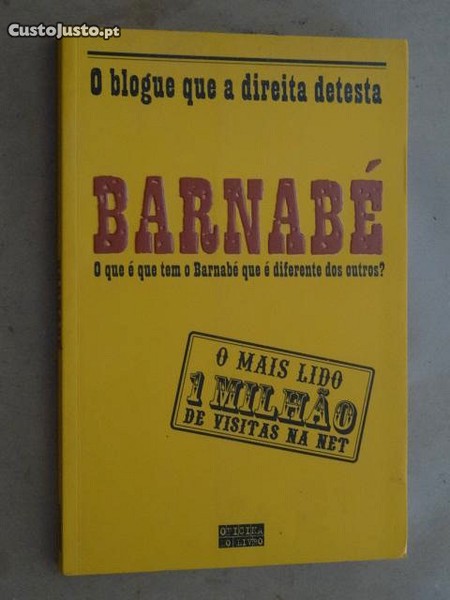 CustoJusto.pt
O blogue que a direita detesta
BARNABÉ
O que é que tem o Barnabé que é diferente dos outros?
O MAIS LIDO
1 MILHÃO
DE VISITAS NA NET
OFICINA
DO LIVRO